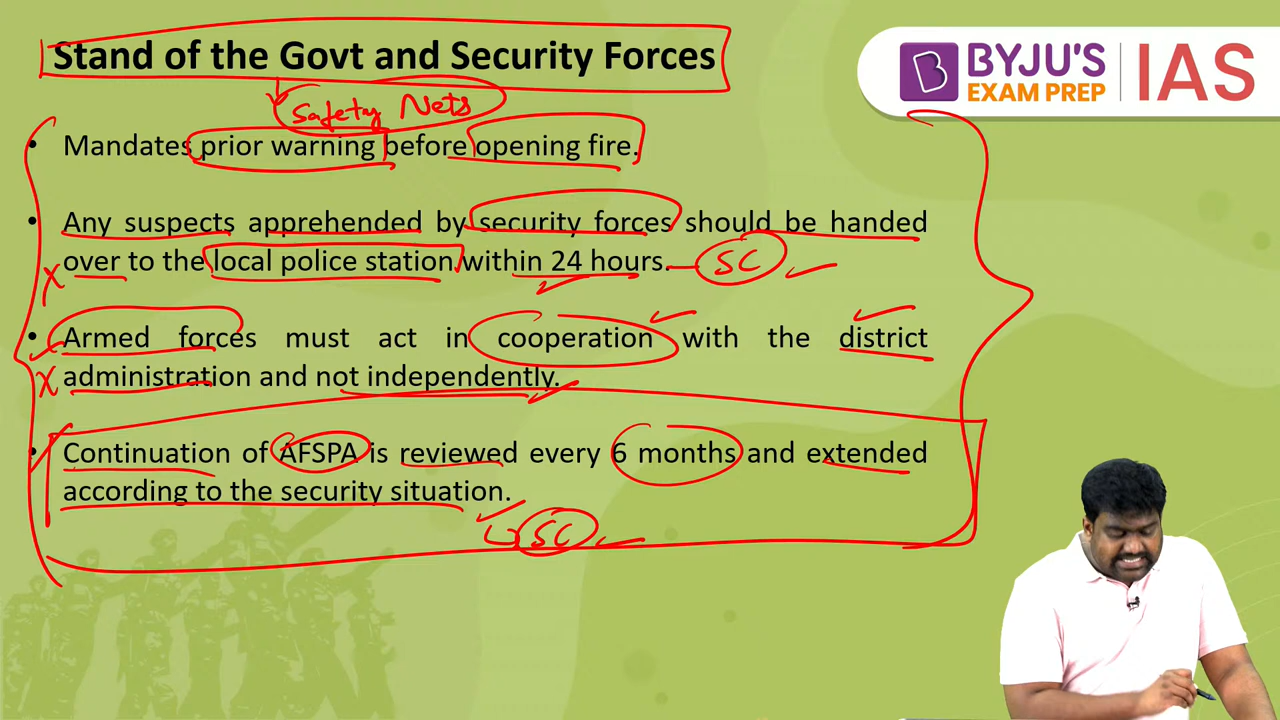 Stand of the Govt and Security Forces
BYJU'S
EXAM PREP
IAS
Safety Nets
• Mandates prior warning before opening fire.
• Any suspects apprehended by security forces should be handed
over to the local police station within 24 hours. SC
• Armed forces must act in cooperation with the district
administration and not independently.
• Continuation of AFSPA is reviewed every 6 months and extended
according to the security situation.
SC